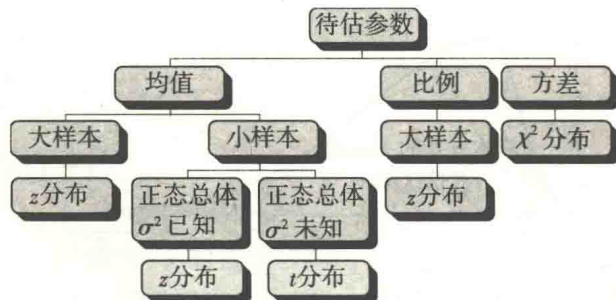 待估参数
均值
比例
方差
大样本
小样本
大样本
χ² 分布
z分布
正态总体
σ² 已知
正态总体
σ² 未知
z分布
z分布
t分布